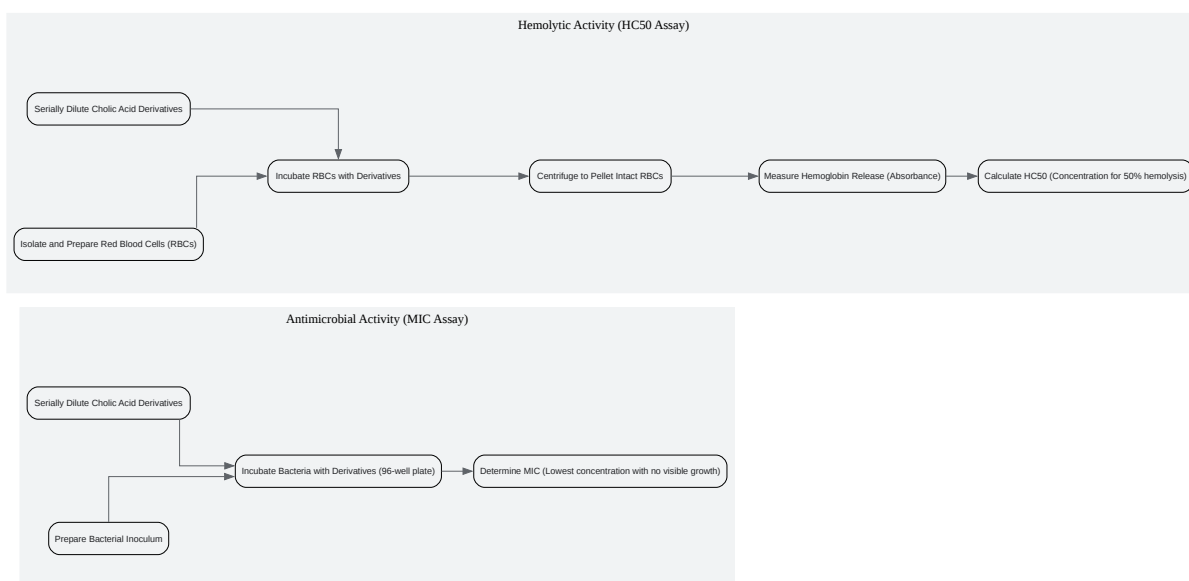 Hemolytic Activity (HC50 Assay)
Serially Dilute Cholic Acid Derivatives
Incubate RBCs with Derivatives
Centrifuge to Pellet Intact RBCs
Measure Hemoglobin Release (Absorbance)
Calculate HC50 (Concentration for 50% hemolysis)
Isolate and Prepare Red Blood Cells (RBCs)
Antimicrobial Activity (MIC Assay)
Serially Dilute Cholic Acid Derivatives
Incubate Bacteria with Derivatives (96-well plate)
Determine MIC (Lowest concentration with no visible growth)
Prepare Bacterial Inoculum